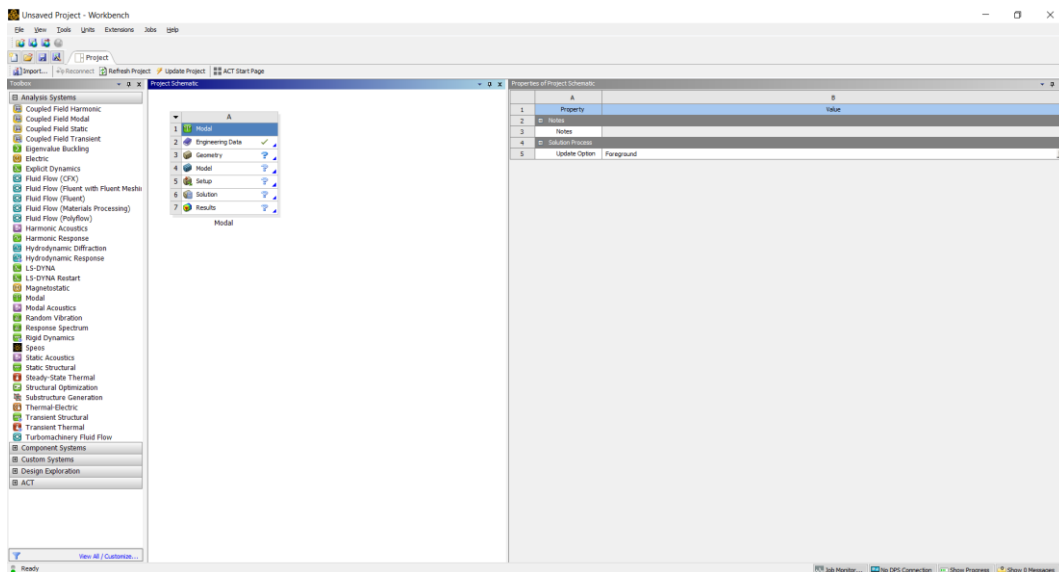 Unsaved Project - Workbench
File View Tools Units Extensions Jobs Help
Project
Import... Reconnect Refresh Project Update Project ACT Start Page
Toolbox
Analysis Systems
Coupled Field Harmonic
Coupled Field Modal
Coupled Field Static
Coupled Field Transient
Eigenvalue Buckling
Electric
Explicit Dynamics
Fluid Flow (CFX)
Fluid Flow (Fluent with Fluent Meshi
Fluid Flow (Fluent)
Fluid Flow (Materials Processing)
Fluid Flow (Polyflow)
Harmonic Acoustics
Harmonic Response
Hydrodynamic Diffraction
Hydrodynamic Response
LS-DYNA
LS-DYNA Restart
Magnetostatic
Modal
Modal Acoustics
Random Vibration
Response Spectrum
Rigid Dynamics
Speos
Static Acoustics
Static Structural
Steady-State Thermal
Structural Optimization
Substructure Generation
Thermal-Electric
Transient Structural
Transient Thermal
Turbomachinery Fluid Flow
Component Systems
Custom Systems
Design Exploration
ACT
View All / Customize...
Project Schematic
A
1 Modal
2 Engineering Data
3 Geometry
4 Model
5 Setup
6 Solution
7 Results
Modal
Properties of Project Schematic
A B
1 Property Value
2 Notes
3 Notes
4 Solution Process
5 Update Option Foreground
Ready
Job Monitor... No DPS Connection Show Progress Show 0 Messages